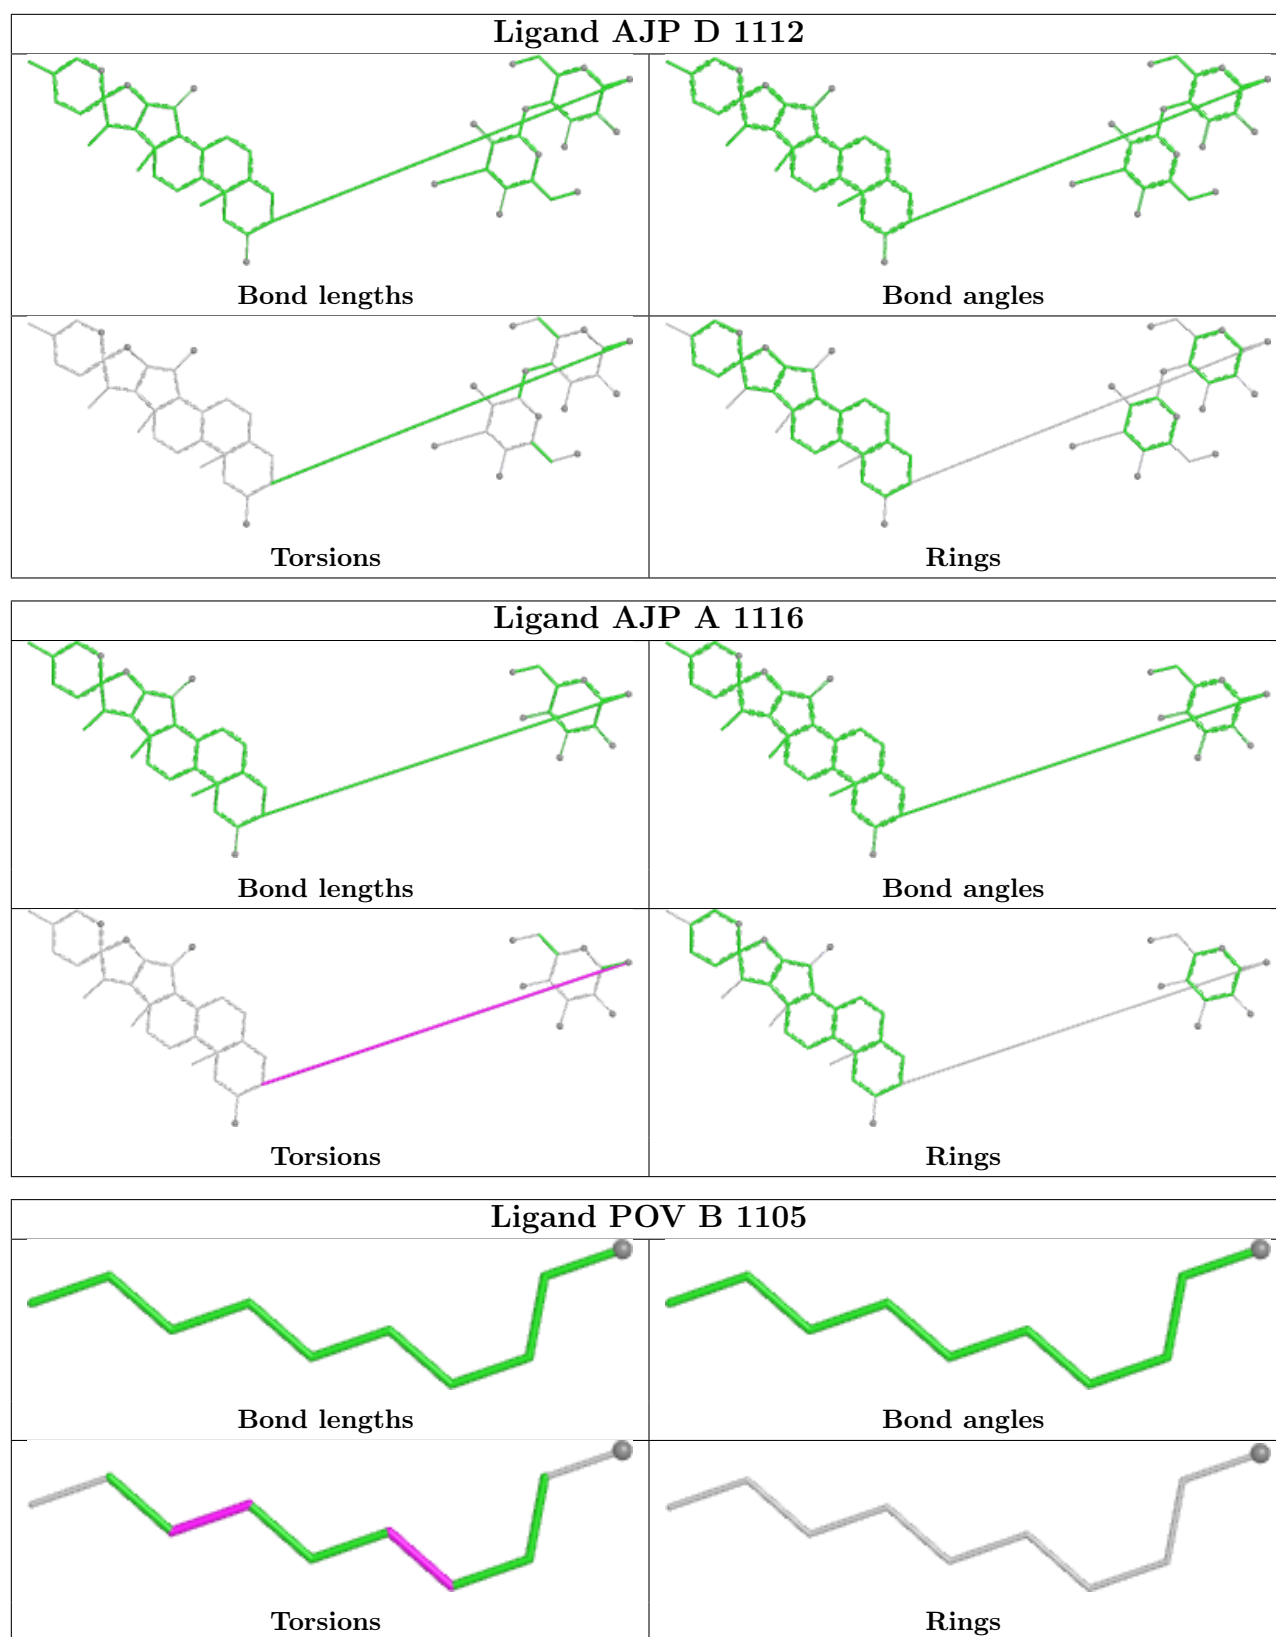 Ligand AJP D 1112
Bond lengths
Bond angles
Torsions
Rings
Ligand AJP A 1116
Bond lengths
Bond angles
Torsions
Rings
Ligand POV B 1105
Bond lengths
Bond angles
Torsions
Rings